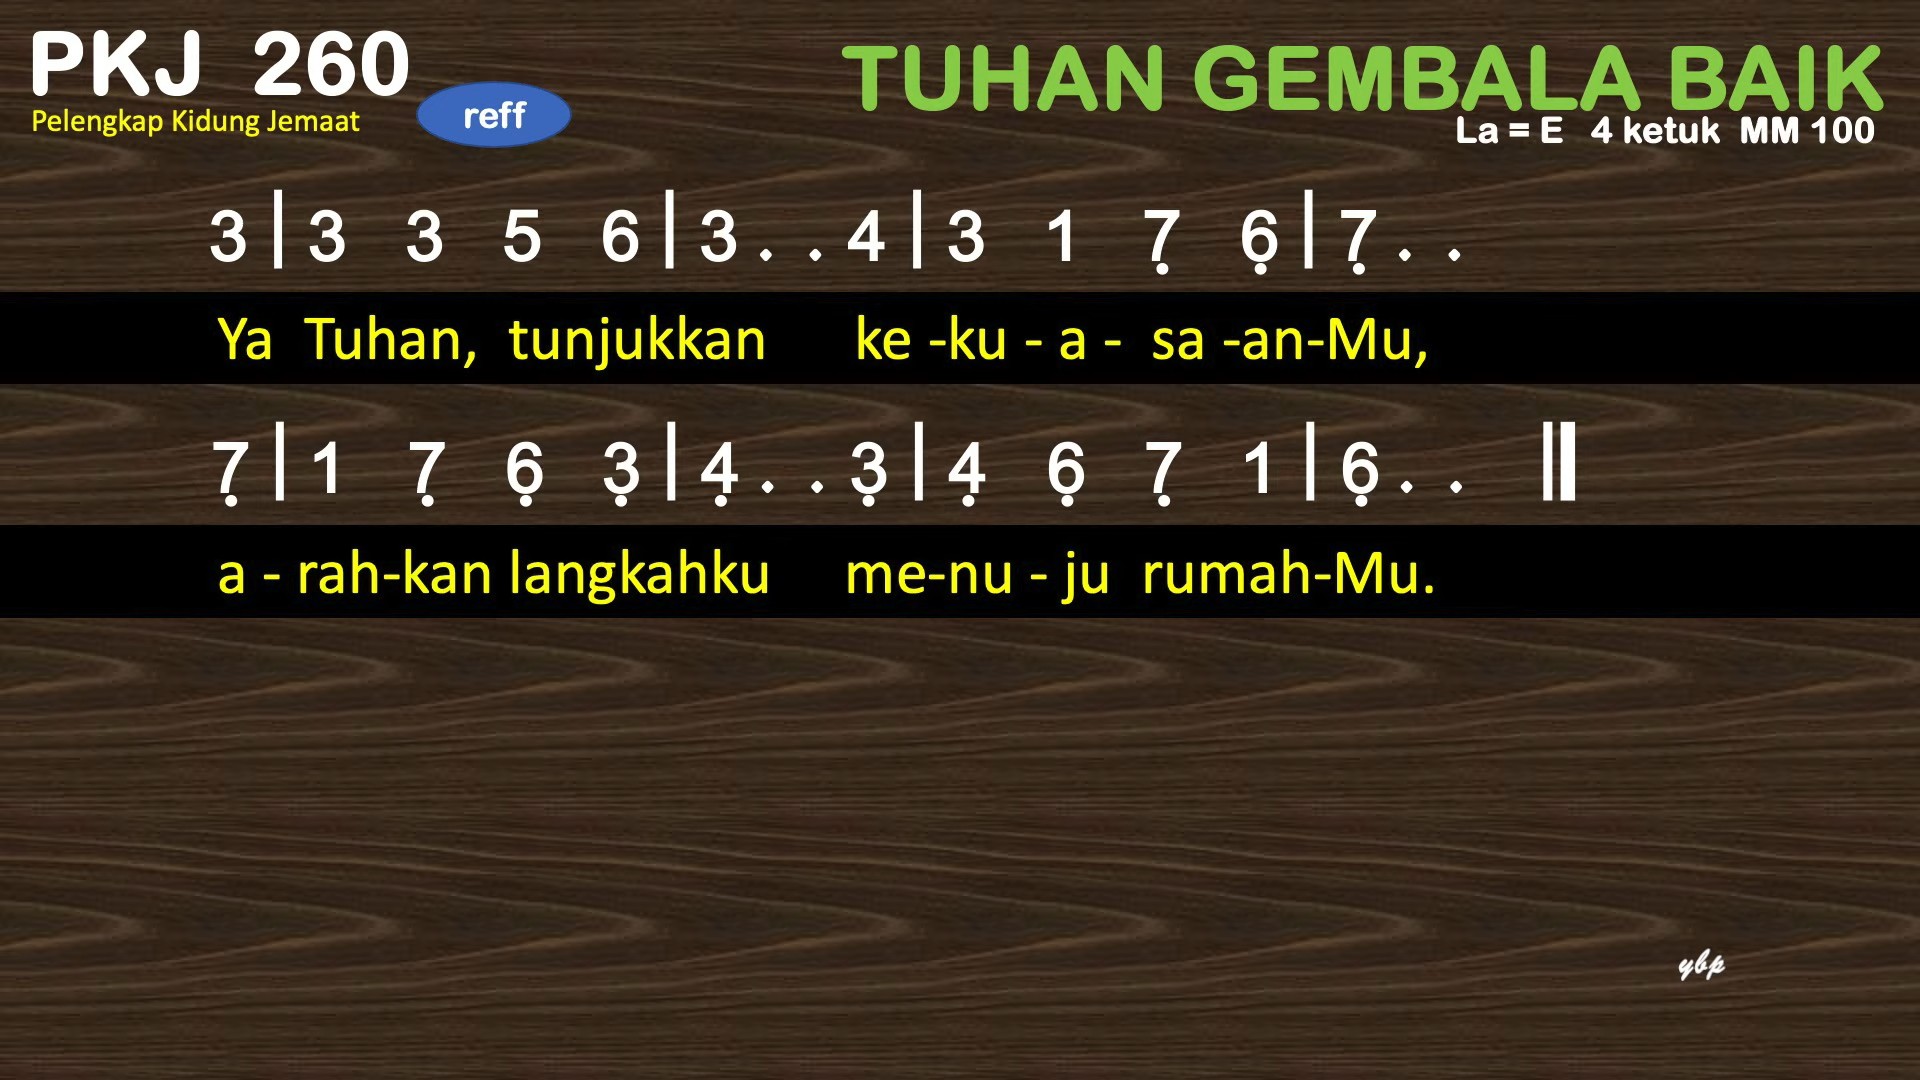 PKJ 260
Pelengkap Kidung Jemaat
reff
TUHAN GEMBALA BAIK
La = E 4 ketuk MM 100
3 | 3 3 5 6 | 3 . . 4 | 3 1 7̣ 6̣ | 7̣ . .
Ya Tuhan, tunjukkan ke -ku - a - sa -an-Mu,
7̣ | 1 7̣ 6̣ 3̣ | 4̣ . . 3̣ | 4̣ 6̣ 7̣ 1 | 6̣ . . ||
a - rah-kan langkahku me-nu - ju rumah-Mu.
ybp